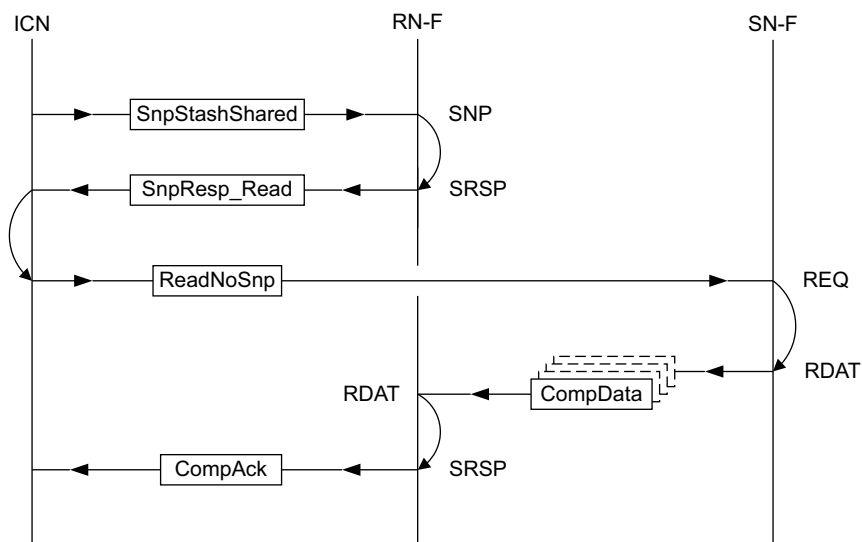 ICN
RN-F
SN-F
SnpStashShared
SNP
SnpResp_Read
SRSP
ReadNoSnp
REQ
RDAT
RDAT
CompData
CompAck
SRSP